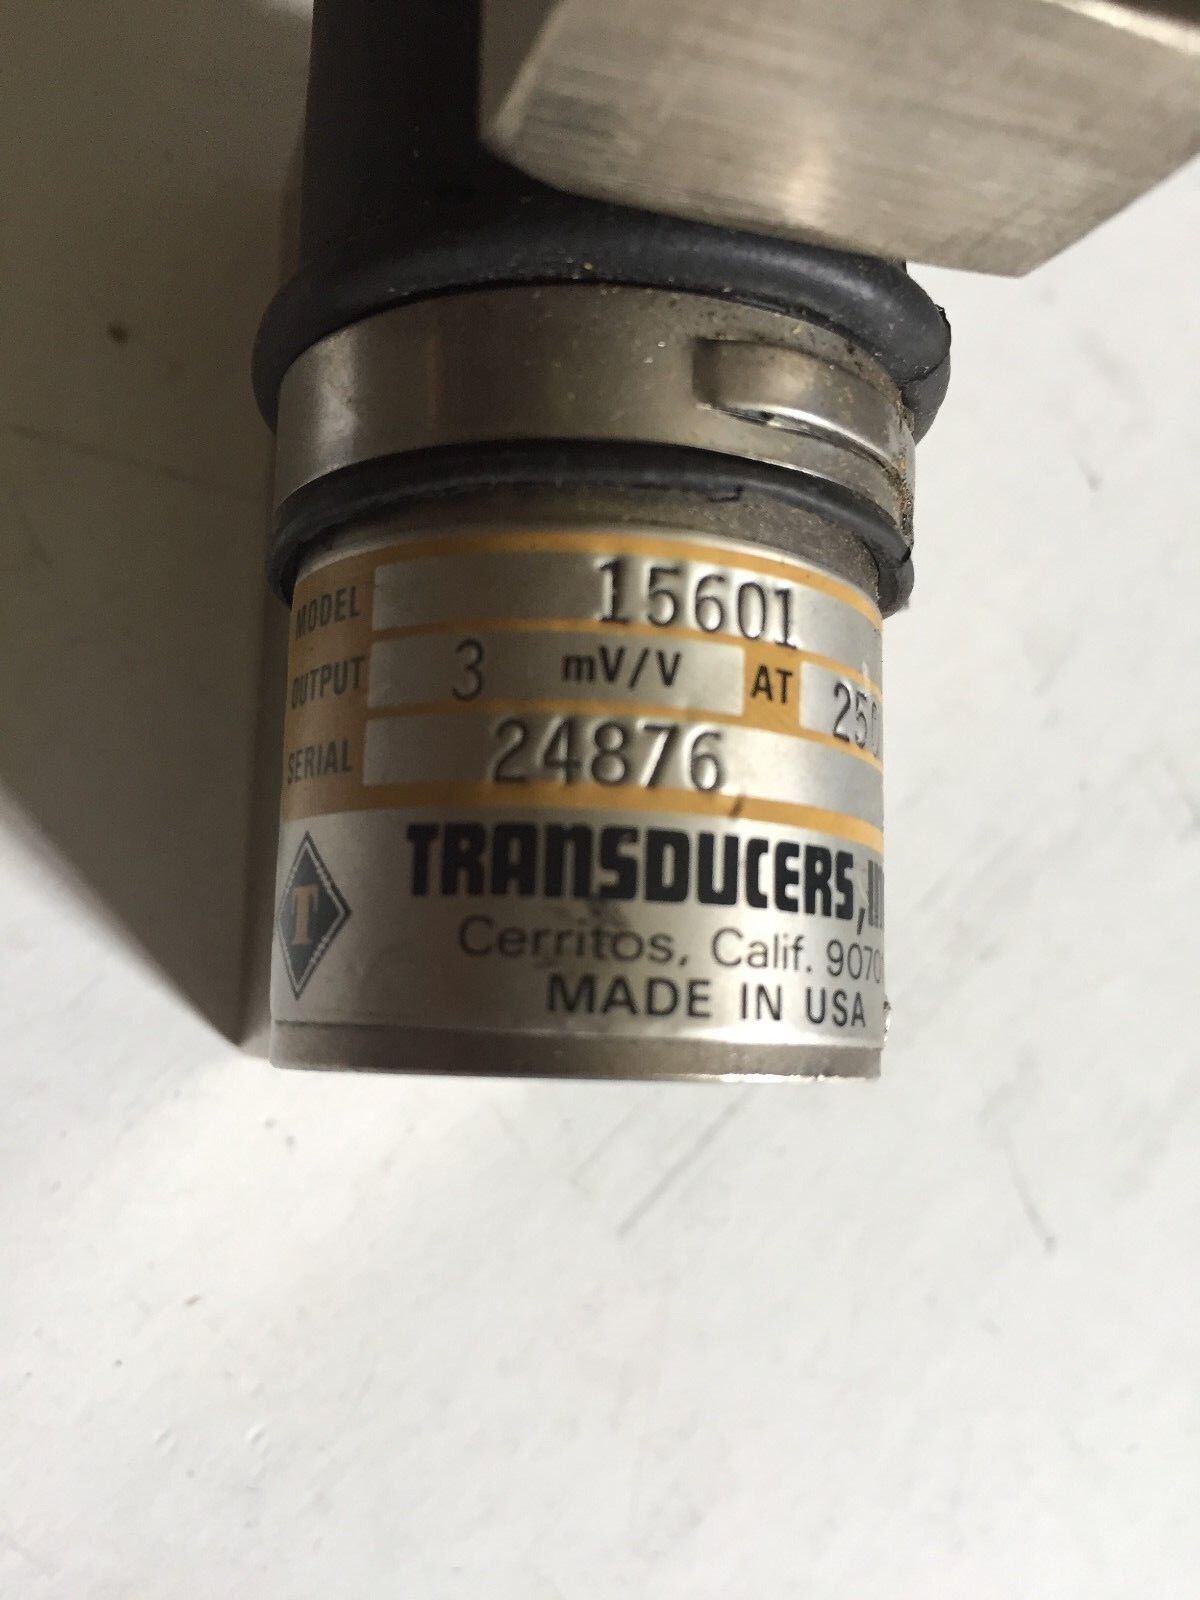 MODEL 15601
OUTPUT 3 mV/V AT
SERIAL 24876
T
TRANSDUCERS,
Cerritos, Calif.
MADE IN USA